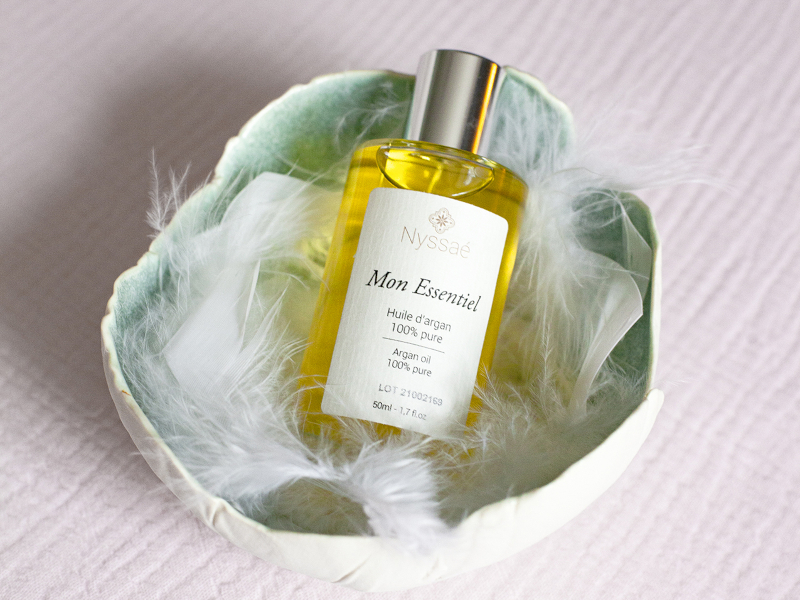 Nyssaé
Mon Essentiel
Huile d'argan
100% pure
Argan oil
100% pure
LOT 21002169
50ml - 1,7 fl.oz